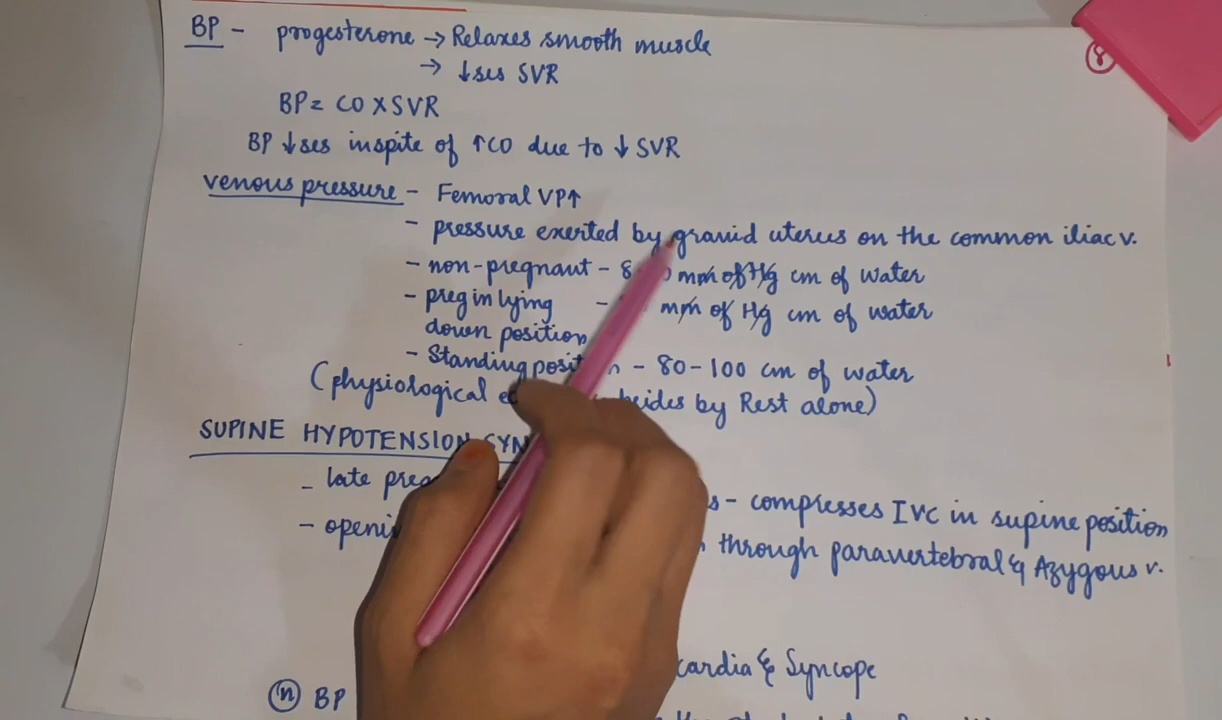 BP - progesterone → Relaxes smooth muscle
8
→ ↓ses SVR
BP = CO X SVR
BP ↓ses inspite of ↑CO due to ↓ SVR
venous pressure - Femoral VP↑
- pressure exerted by gravid uterus on the common iliac v.
- non-pregnant - 8 mm of Hg cm of water
- preg in lying - mm of Hg cm of water
down position
- Standing - 80-100 cm of water
(physiological by Rest alone)
SUPINE HYPOTENSION
- late - compresses IVC in supine position
- through paravertebral & Azygous v.
& Syncope
(n) BP